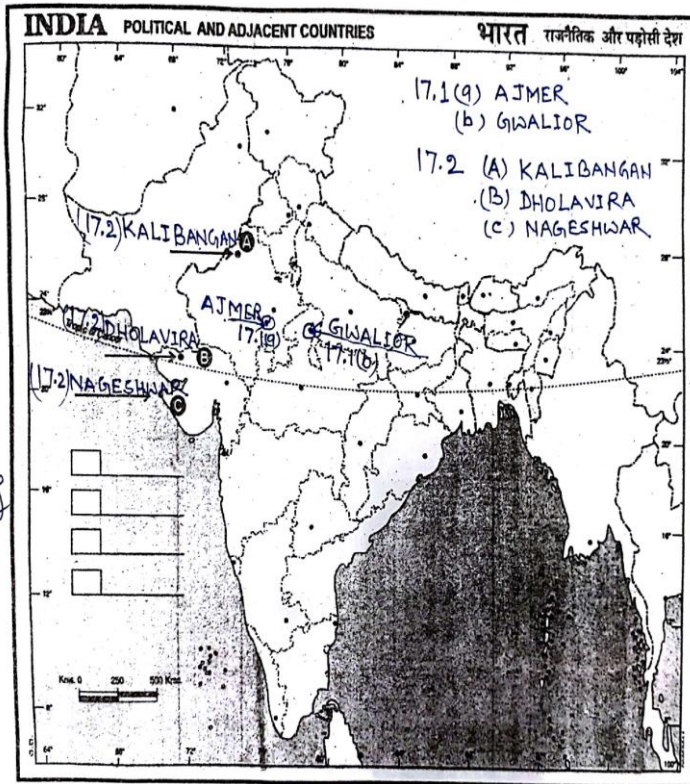 INDIA POLITICAL AND ADJACENT COUNTRIES
भारत राजनैतिक और पड़ोसी देश
17.1(a) AJMER
(b) GWALIOR
17.2 (A) KALIBANGAN
(B) DHOLAVIRA
(C) NAGESHWAR
(17.2) KALIBANGAN A
AJMER
17.1(a)
GWALIOR
17.1(b)
(17.2) DHOLAVIRA B
(17.2) NAGESHWAR C
Kms. 0 250 500 Kms.